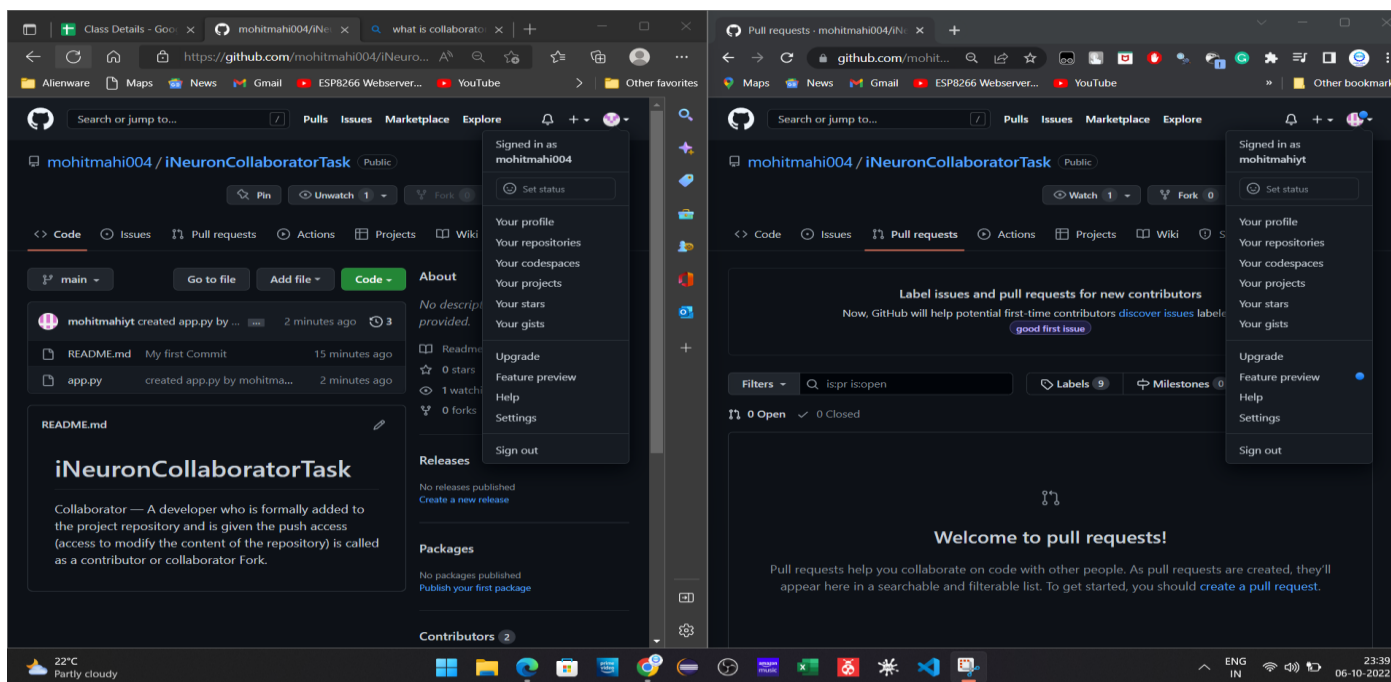 Class Details - Goo
mohitmahi004/iNe
what is collaborato
https://github.com/mohitmahi004/iNeuro...
Alienware Maps News Gmail ESP8266 Webserver... YouTube Other favorites
Search or jump to... / Pulls Issues Marketplace Explore
Signed in as
mohitmahi004
mohitmahi004/iNeuronCollaboratorTask Public
Set status
Pin Unwatch 1 Fork 0
Your profile
Your repositories
Your codespaces
Your projects
Your stars
Your gists
Upgrade
Feature preview
Help
Settings
Sign out
Code Issues Pull requests Actions Projects Wiki
main Go to file Add file Code
mohitmahiyt created app.py by ... 2 minutes ago 3
README.md My first Commit 15 minutes ago
app.py created app.py by mohitma... 2 minutes ago
README.md
iNeuronCollaboratorTask
Collaborator — A developer who is formally added
to the project repository and is given the push access
(access to modify the content of the repository) is called
as a contributor or collaborator Fork.
About
No descript
provided.
Readme
0 stars
1 watchi
0 forks
Releases
No releases published
Create a new release
Packages
No packages published
Publish your first package
Contributors 2
Pull requests - mohitmahi004/iNe
github.com/mohit...
Maps News Gmail ESP8266 Webserver... YouTube » Other bookmark
Search or jump to... / Pulls Issues Marketplace Explore
Signed in as
mohitmahiyt
mohitmahi004/iNeuronCollaboratorTask Public
Set status
Watch 1 Fork 0
Your profile
Your repositories
Your codespaces
Your projects
Your stars
Your gists
Upgrade
Feature preview
Help
Settings
Sign out
Code Issues Pull requests Actions Projects Wiki S
Label issues and pull requests for new contributors
Now, GitHub will help potential first-time contributors discover issues labele
good first issue
Filters is:pr is:open Labels 9 Milestones 0
0 Open 0 Closed
Welcome to pull requests!
Pull requests help you collaborate on code with other people. As pull requests are created, they'll
appear here in a searchable and filterable list. To get started, you should create a pull request.
22°C
Partly cloudy
ENG
IN
23:39
06-10-2022